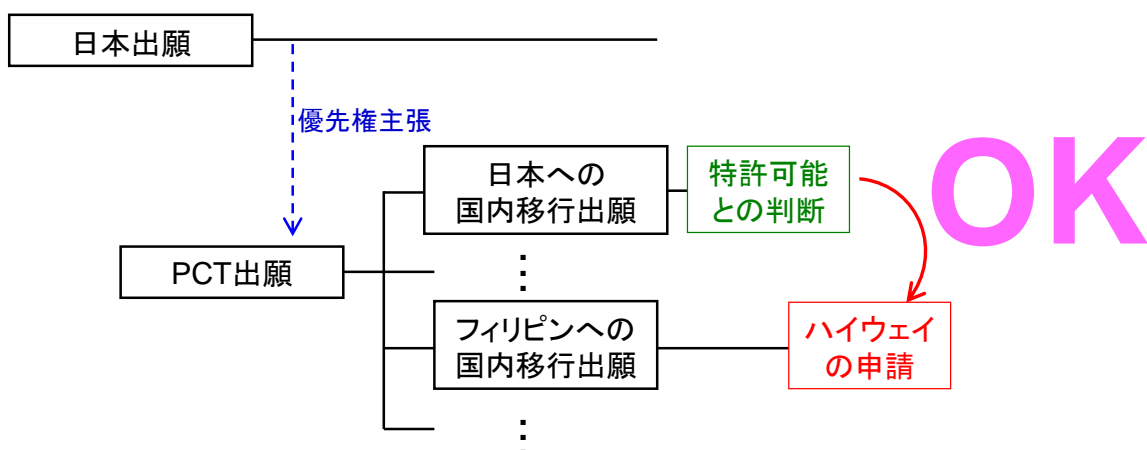 日本出願
優先権主張
日本への
国内移行出願
特許可能
との判断
OK
PCT出願
フィリピンへの
国内移行出願
ハイウェイ
の申請